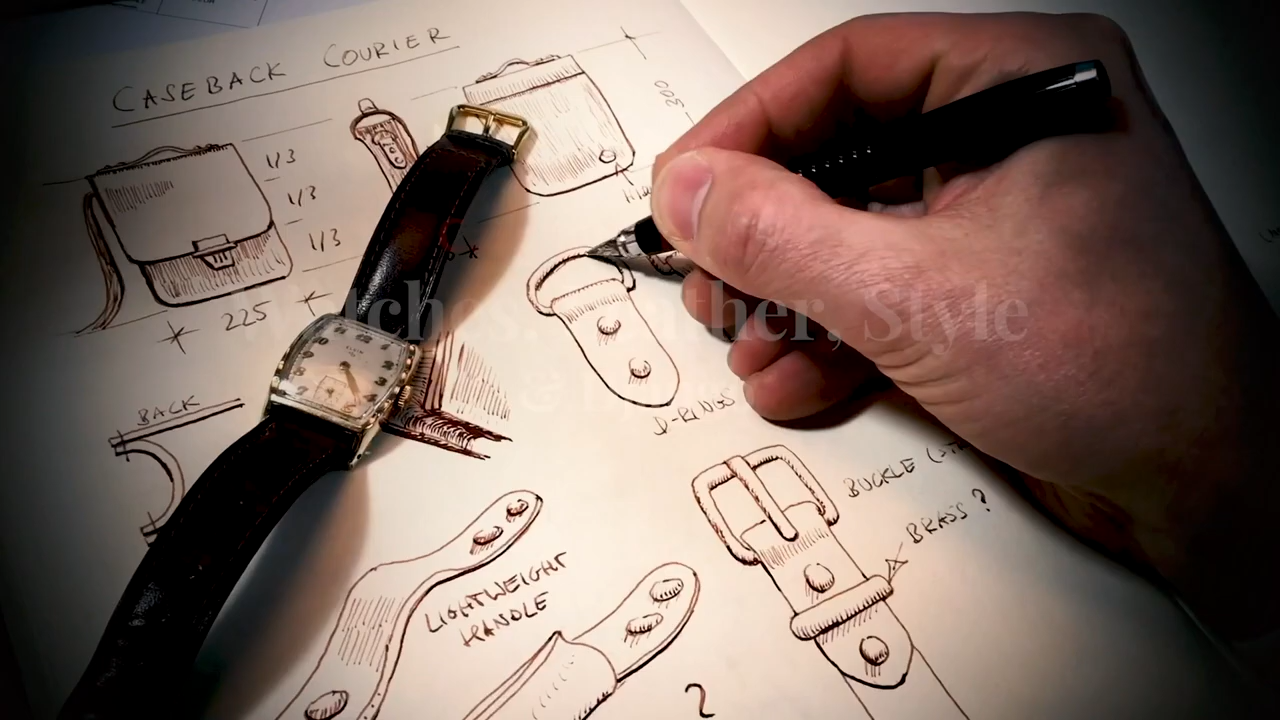 CASEBACK COURIER
1/3
1/3
1/3
225
300
Watches, Leather, Style
BACK
D-RINGS
BUCKLE
BRASS ?
LIGHTWEIGHT
HANDLE
2